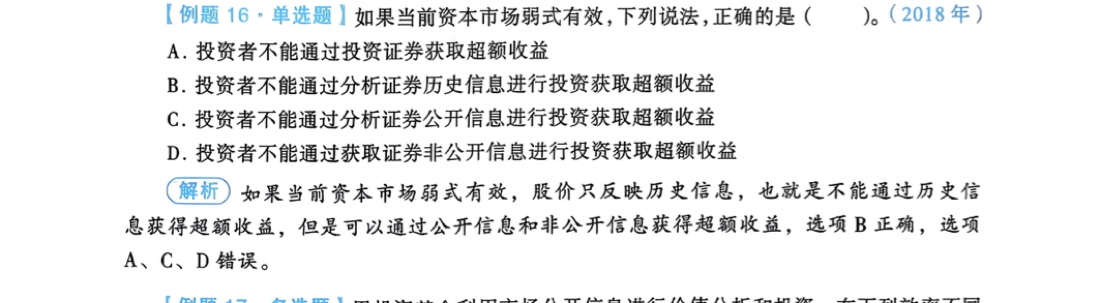 【例题 16·单选题】如果当前资本市场弱式有效,下列说法,正确的是(  )。(2018 年)
A. 投资者不能通过投资证券获取超额收益
B. 投资者不能通过分析证券历史信息进行投资获取超额收益
C. 投资者不能通过分析证券公开信息进行投资获取超额收益
D. 投资者不能通过获取证券非公开信息进行投资获取超额收益
解析 如果当前资本市场弱式有效，股价只反映历史信息，也就是不能通过历史信
息获得超额收益，但是可以通过公开信息和非公开信息获得超额收益，选项 B 正确，选项
A、C、D 错误。